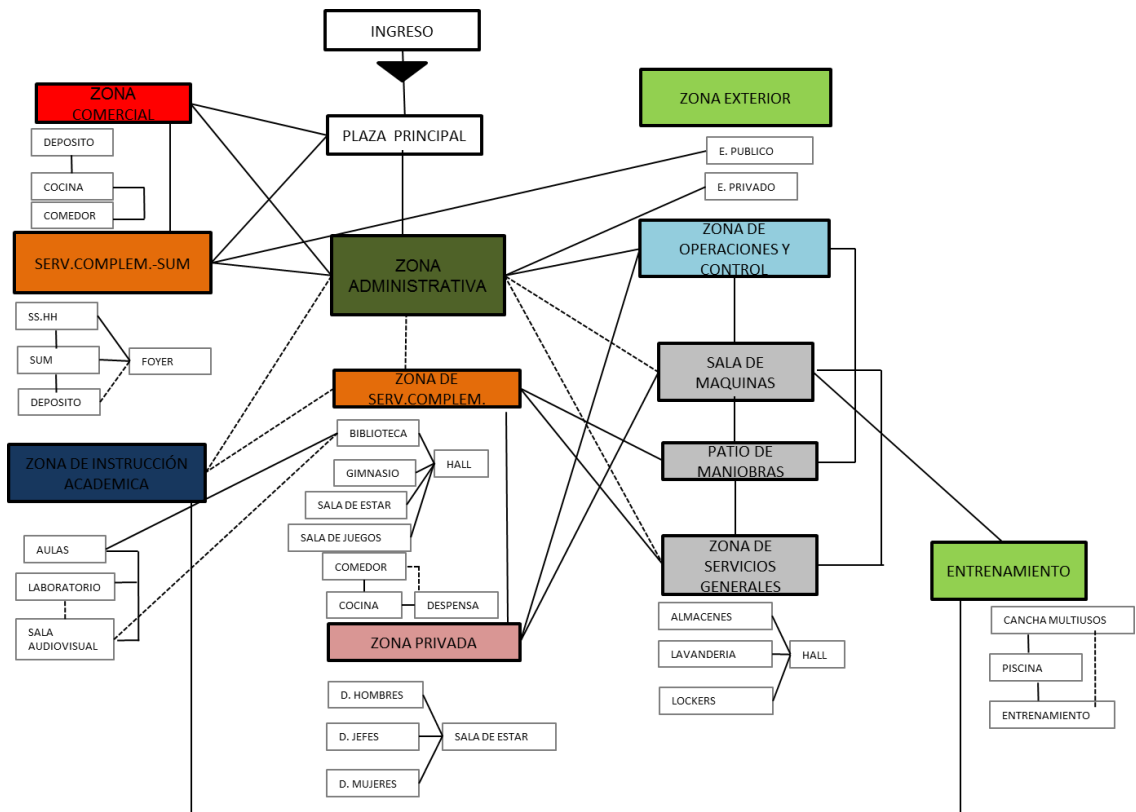 INGRESO
ZONA
COMERCIAL
ZONA EXTERIOR
PLAZA  PRINCIPAL
DEPOSITO
COCINA
COMEDOR
E. PUBLICO
E. PRIVADO
SERV.COMPLEM.-SUM
ZONA
ADMINISTRATIVA
ZONA DE
OPERACIONES Y
CONTROL
SS.HH
SUM
DEPOSITO
FOYER
ZONA DE
SERV.COMPLEM.
SALA DE
MAQUINAS
ZONA DE INSTRUCCIÓN
ACADEMICA
BIBLIOTECA
GIMNASIO
SALA DE ESTAR
SALA DE JUEGOS
HALL
PATIO DE
MANIOBRAS
AULAS
LABORATORIO
SALA
AUDIOVISUAL
COMEDOR
COCINA
DESPENSA
ZONA DE
SERVICIOS
GENERALES
ENTRENAMIENTO
ZONA PRIVADA
ALMACENES
LAVANDERIA
LOCKERS
HALL
CANCHA MULTIUSOS
PISCINA
ENTRENAMIENTO
D. HOMBRES
D. JEFES
D. MUJERES
SALA DE ESTAR